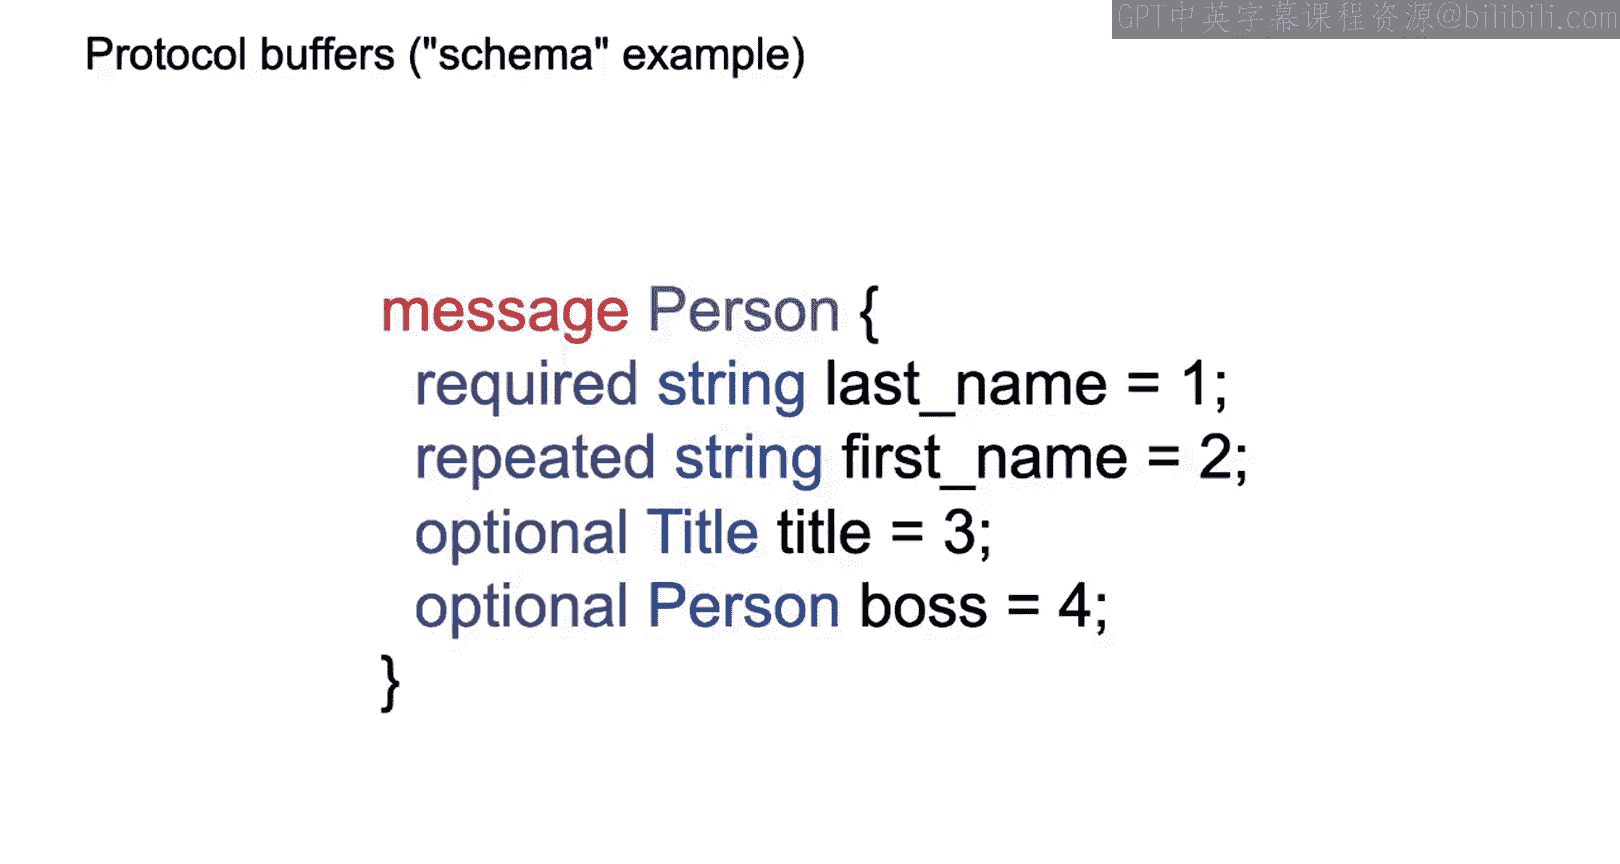 GPT中英字幕课程资源@bilibili.com
Protocol buffers ("schema" example)
message Person {
required string last_name = 1;
repeated string first_name = 2;
optional Title title = 3;
optional Person boss = 4;
}